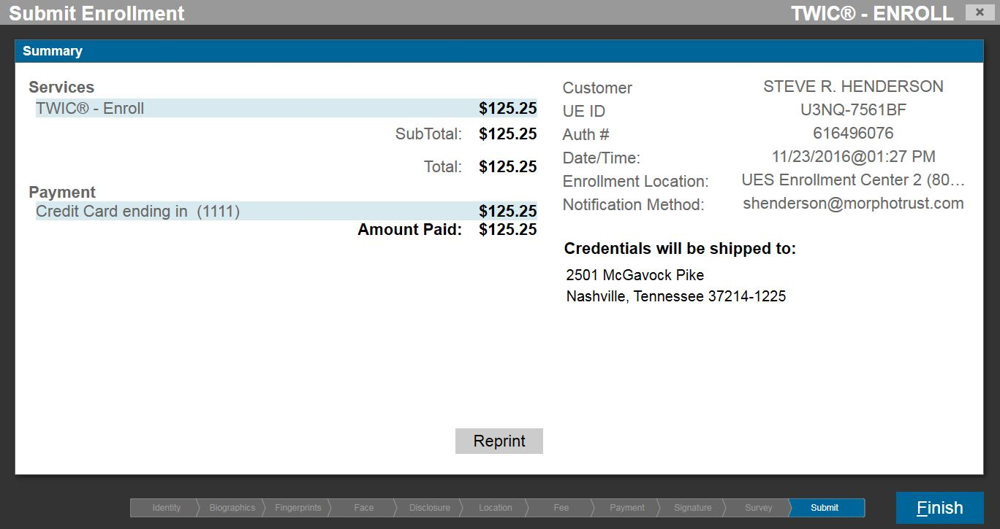 Submit Enrollment
TWIC® - ENROLL
Summary
Services
TWIC® - Enroll $125.25
SubTotal: $125.25
Total: $125.25
Payment
Credit Card ending in (1111) $125.25
Amount Paid: $125.25
Customer STEVE R. HENDERSON
UE ID U3NQ-7561BF
Auth # 616496076
Date/Time: 11/23/2016@01:27 PM
Enrollment Location: UES Enrollment Center 2 (80...
Notification Method: shenderson@morphotrust.com
Credentials will be shipped to:
2501 McGavock Pike
Nashville, Tennessee 37214-1225
Reprint
Identity Biographics Fingerprints Face Disclosure Location Fee Payment Signature Survey Submit
Finish